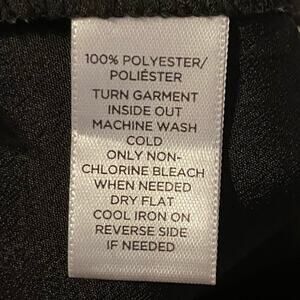 100% POLYESTER/
POLIÉSTER
TURN GARMENT
INSIDE OUT
MACHINE WASH
COLD
ONLY NON-
CHLORINE BLEACH
WHEN NEEDED
DRY FLAT
COOL IRON ON
REVERSE SIDE
IF NEEDED